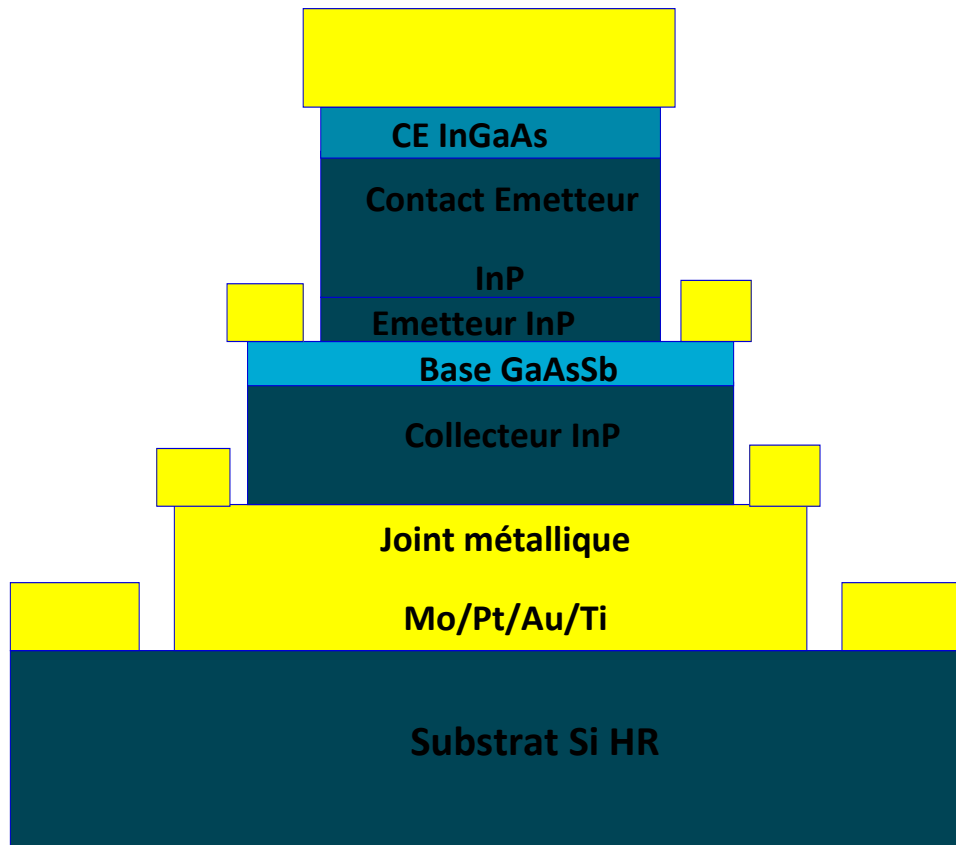 CE InGaAs
Contact Emetteur
InP
Emetteur InP
Base GaAsSb
Collecteur InP
Joint métallique
Mo/Pt/Au/Ti
Substrat Si HR